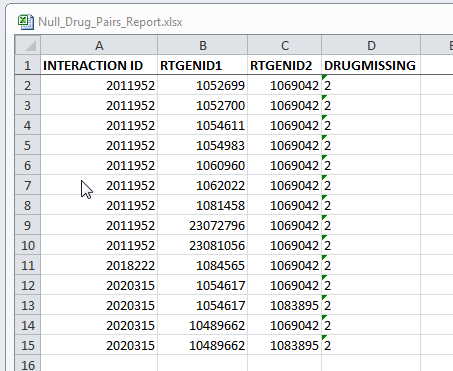 Null_Drug_Pairs_Report.xlsx
A B C D E
1 INTERACTION ID RTGENID1 RTGENID2 DRUGMISSING
2 2011952 1052699 1069042 2
3 2011952 1052700 1069042 2
4 2011952 1054611 1069042 2
5 2011952 1054983 1069042 2
6 2011952 1060960 1069042 2
7 2011952 1062022 1069042 2
8 2011952 1081458 1069042 2
9 2011952 23072796 1069042 2
10 2011952 23081056 1069042 2
11 2018222 1084565 1069042 2
12 2020315 1054617 1069042 2
13 2020315 1054617 1083895 2
14 2020315 10489662 1069042 2
15 2020315 10489662 1083895 2
16